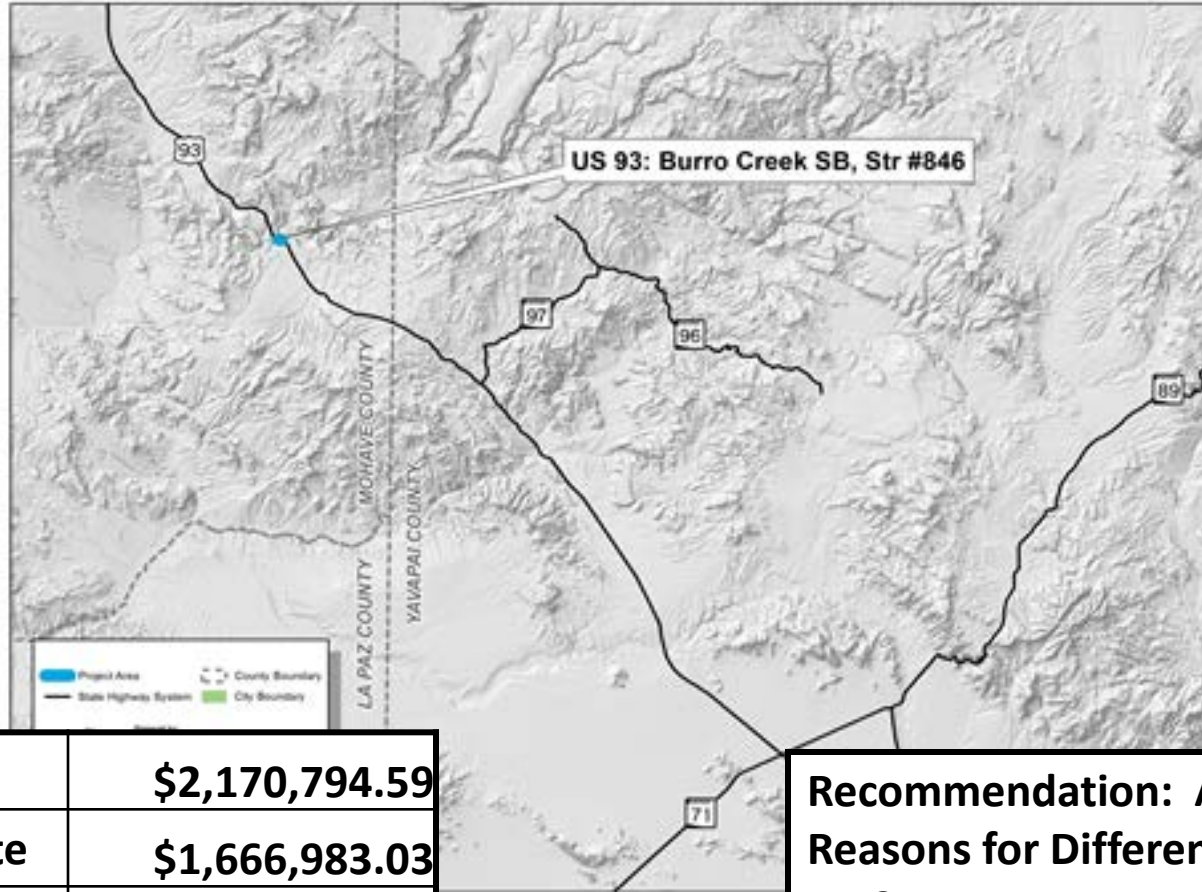 93
US 93: Burro Creek SB, Str #846
97
96
89
MOHAVE COUNTY
LA PAZ COUNTY
YAVAPAI COUNTY
Project Area
County Boundary
State Highway System
City Boundary
71
$2,170,794.59
$1,666,983.03
Recommendation:
Reasons for